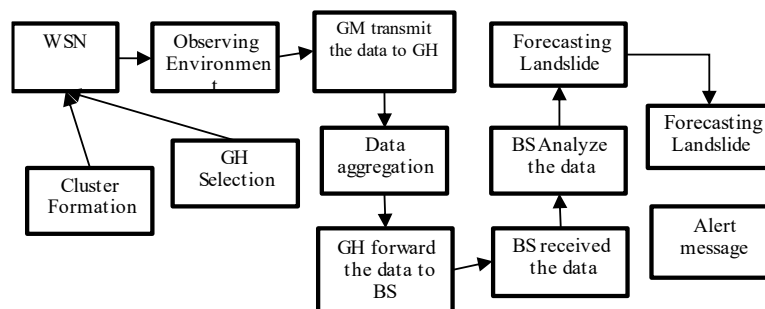 WSN
Observing
Environmen
t
GM transmit
the data to GH
Forecasting
Landslide
Forecasting
Landslide
Data
aggregation
BS Analyze
the data
GH
Selection
Cluster
Formation
GH forward
the data to
BS
BS received
the data
Alert
message